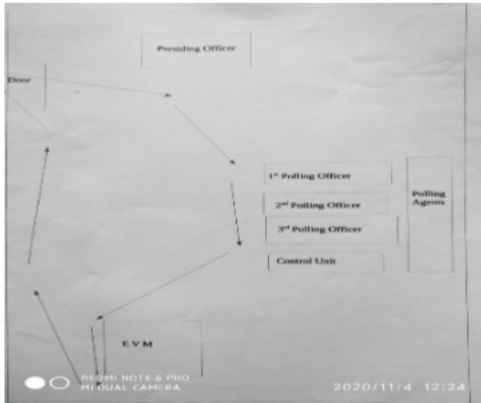 Presiding Officer
Door
1st Polling Officer
2nd Polling Officer
3rd Polling Officer
Control Unit
Polling
Agents
E V M
REDMI NOTE 6 PRO
MI DUAL CAMERA
2020/11/4 12:24